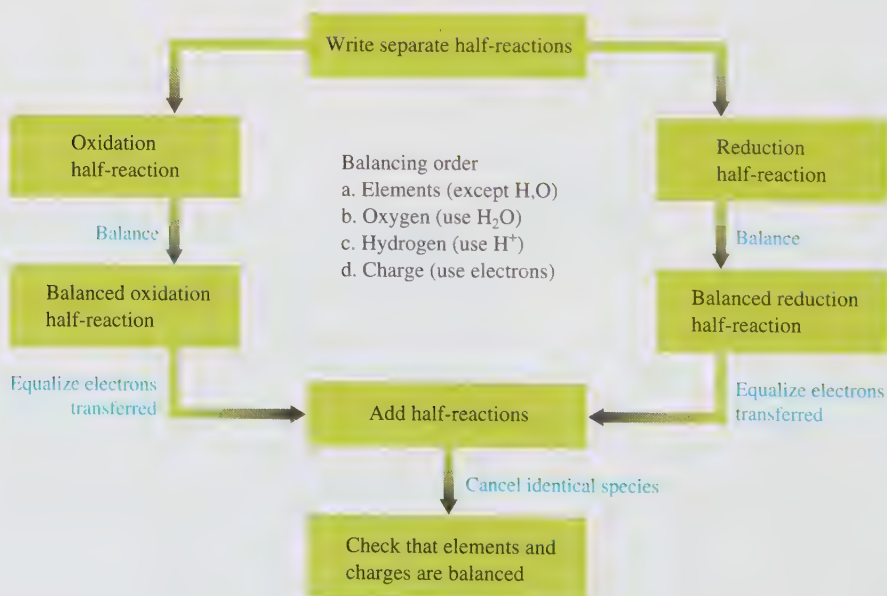 Write separate half-reactions
Oxidation
half-reaction
Balancing order
a. Elements (except H,O)
b. Oxygen (use H₂O)
c. Hydrogen (use H⁺)
d. Charge (use electrons)
Reduction
half-reaction
Balance
Balance
Balanced oxidation
half-reaction
Balanced reduction
half-reaction
Equalize electrons
transferred
Equalize electrons
transferred
Add half-reactions
Cancel identical species
Check that elements and
charges are balanced